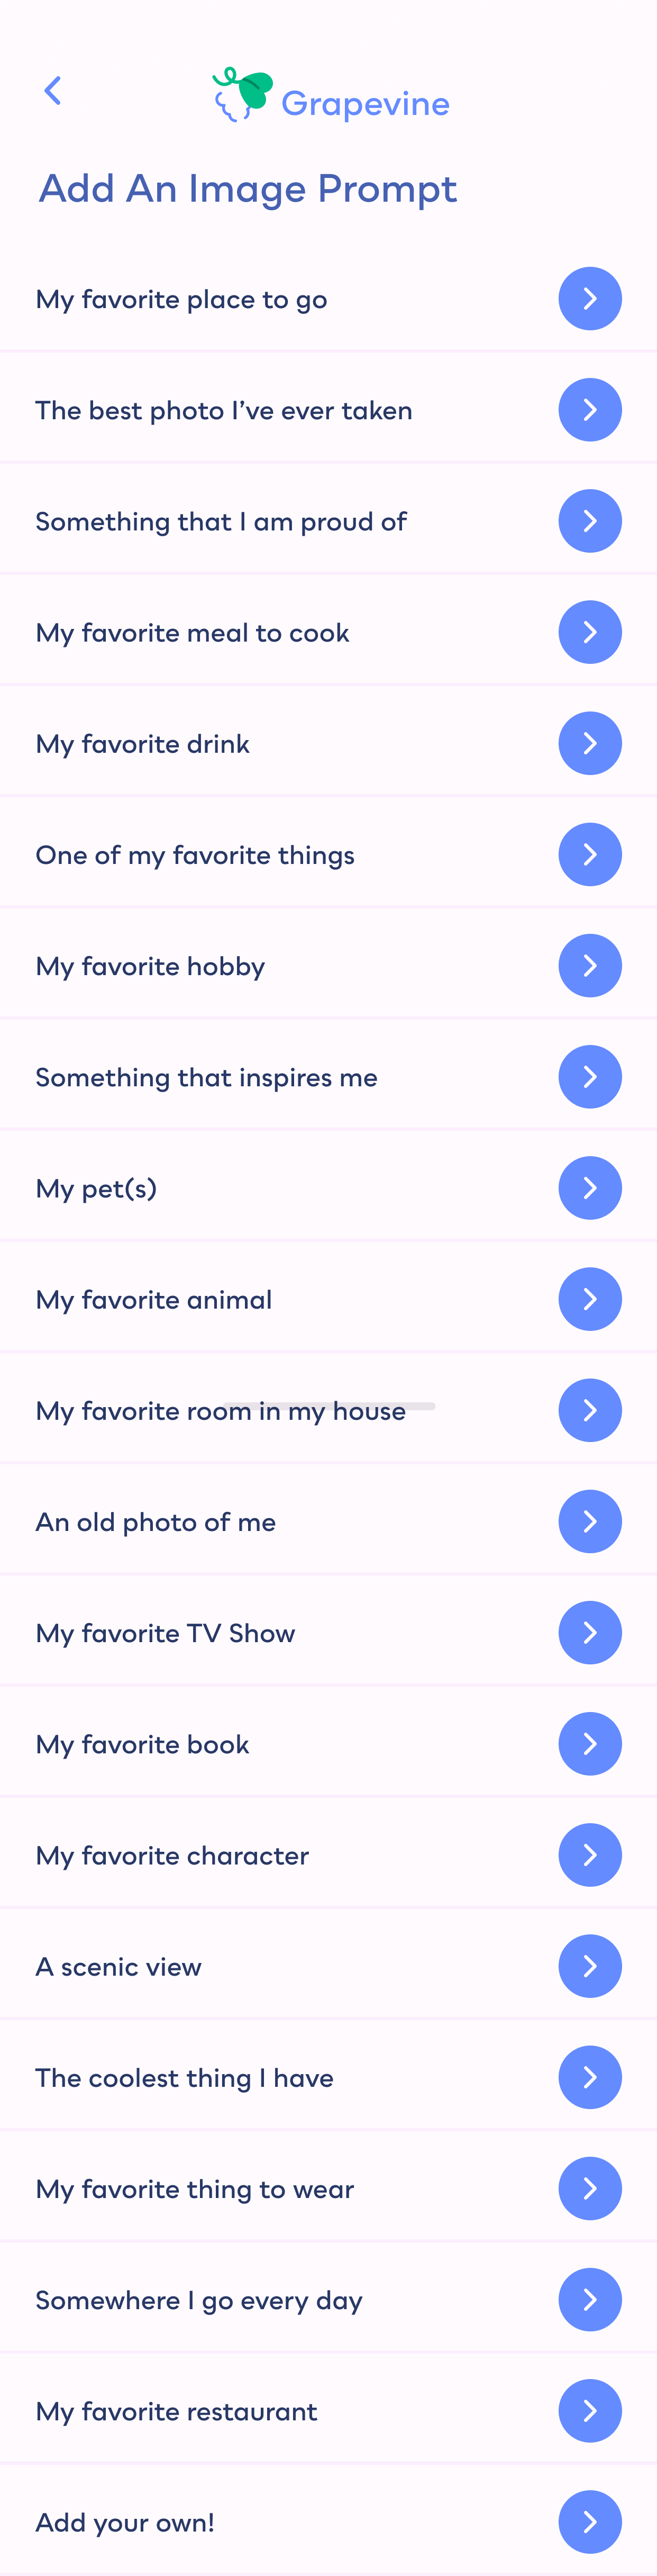 Grapevine
Add An Image Prompt
My favorite place to go
The best photo I’ve ever taken
Something that I am proud of
My favorite meal to cook
My favorite drink
One of my favorite things
My favorite hobby
Something that inspires me
My pet(s)
My favorite animal
My favorite room in my house
An old photo of me
My favorite TV Show
My favorite book
My favorite character
A scenic view
The coolest thing I have
My favorite thing to wear
Somewhere I go every day
My favorite restaurant
Add your own!